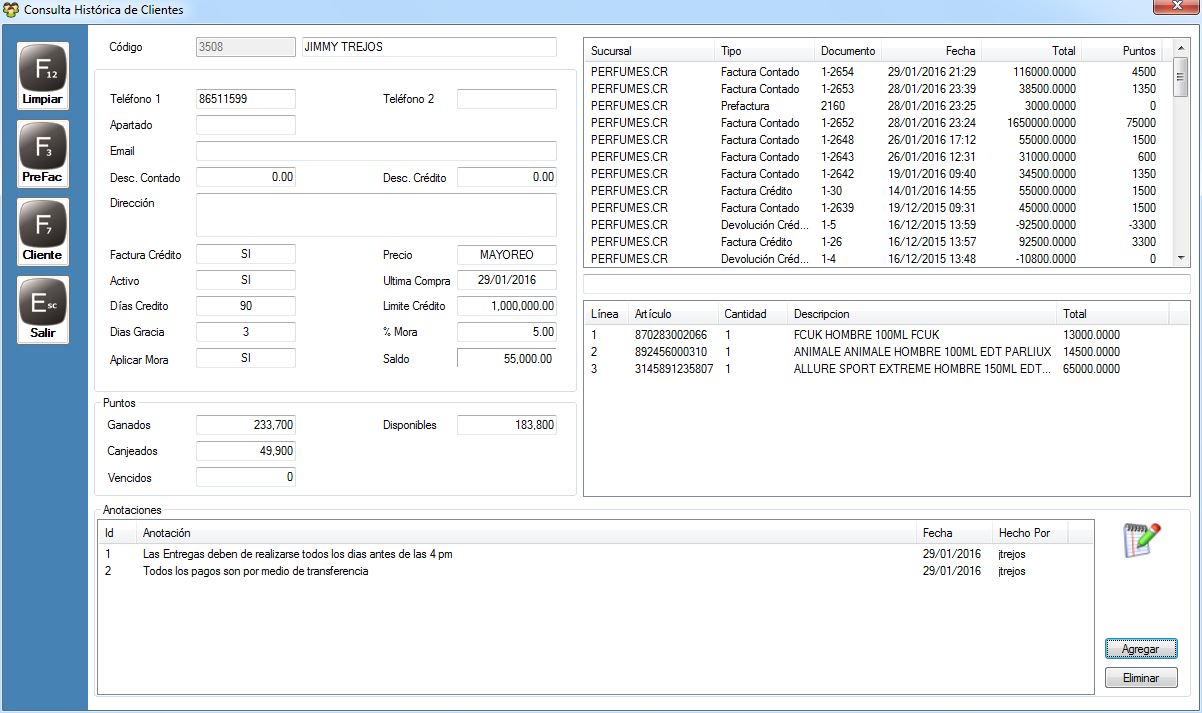 Consulta Histórica de Clientes
X
F12
Limpiar
F3
PreFac
F7
Cliente
Esc
Salir
Código 3508 JIMMY TREJOS
Teléfono 1 86511599 Teléfono 2
Apartado
Email
Desc. Contado 0.00 Desc. Crédito 0.00
Dirección
Factura Crédito SI Precio MAYOREO
Activo SI Ultima Compra 29/01/2016
Días Credito 90 Limite Crédito 1,000,000.00
Dias Gracia 3 % Mora 5.00
Aplicar Mora SI Saldo 55,000.00
Puntos
Ganados 233,700 Disponibles 183,800
Canjeados 49,900
Vencidos 0
Sucursal Tipo Documento Fecha Total Puntos
PERFUMES.CR Factura Contado 1-2654 29/01/2016 21:29 116000.0000 4500
PERFUMES.CR Factura Contado 1-2653 28/01/2016 23:39 38500.0000 1350
PERFUMES.CR Prefactura 2160 28/01/2016 23:25 3000.0000 0
PERFUMES.CR Factura Contado 1-2652 28/01/2016 23:24 1650000.0000 75000
PERFUMES.CR Factura Contado 1-2648 26/01/2016 17:12 55000.0000 1500
PERFUMES.CR Factura Contado 1-2643 26/01/2016 12:31 31000.0000 600
PERFUMES.CR Factura Contado 1-2642 19/01/2016 09:40 34500.0000 1350
PERFUMES.CR Factura Crédito 1-30 14/01/2016 14:55 55000.0000 1500
PERFUMES.CR Factura Contado 1-2639 19/12/2015 09:31 45000.0000 1500
PERFUMES.CR Devolución Créd... 1-5 16/12/2015 13:59 -92500.0000 -3300
PERFUMES.CR Factura Crédito 1-26 16/12/2015 13:57 92500.0000 3300
PERFUMES.CR Devolución Créd... 1-4 16/12/2015 13:48 -10800.0000 0
Línea Artículo Cantidad Descripcion Total
1 870283002066 1 FCUK HOMBRE 100ML FCUK 13000.0000
2 892456000310 1 ANIMALE ANIMALE HOMBRE 100ML EDT PARLIUX 14500.0000
3 3145891235807 1 ALLURE SPORT EXTREME HOMBRE 150ML EDT... 65000.0000
Anotaciones
Id Anotación Fecha Hecho Por
1 Las Entregas deben de realizarse todos los dias antes de las 4 pm 29/01/2016 jtrejos
2 Todos los pagos son por medio de transferencia 29/01/2016 jtrejos
Agregar
Eliminar